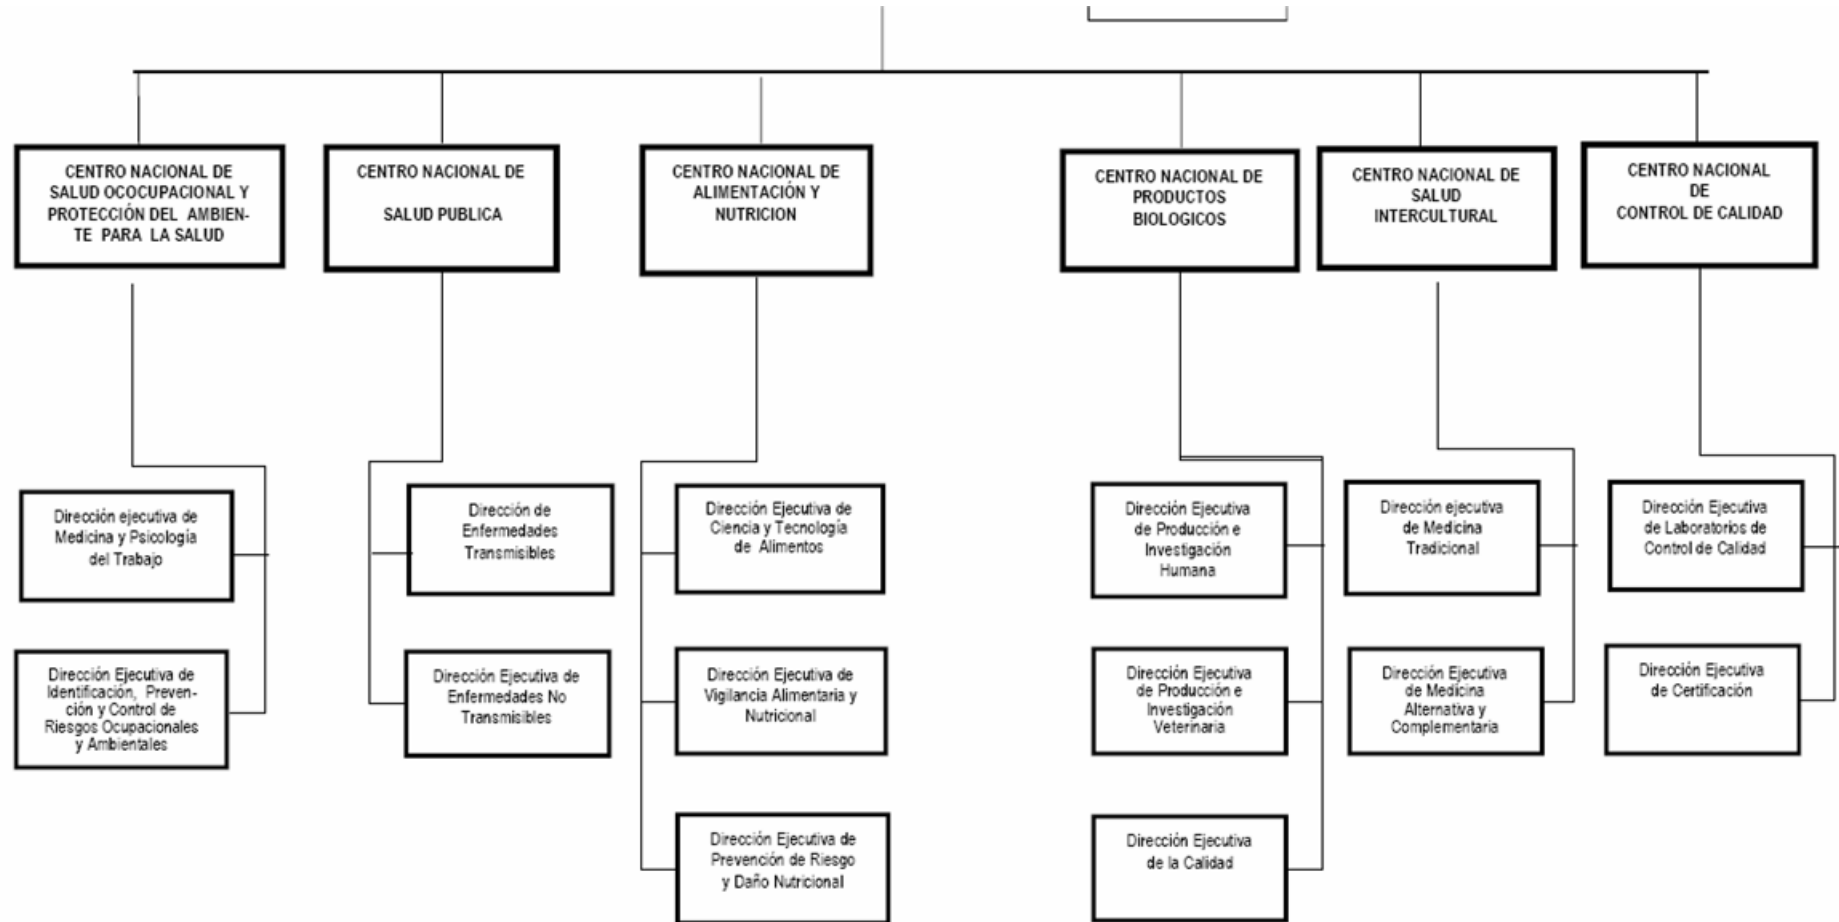 CENTRO NACIONAL DE
SALUD OCOCUPACIONAL Y
PROTECCIÓN DEL AMBIEN-
TE PARA LA SALUD
CENTRO NACIONAL DE
SALUD PUBLICA
CENTRO NACIONAL DE
ALIMENTACIÓN Y
NUTRICION
CENTRO NACIONAL DE
PRODUCTOS
BIOLOGICOS
CENTRO NACIONAL DE
SALUD
INTERCULTURAL
CENTRO NACIONAL
DE
CONTROL DE CALIDAD
Dirección ejecutiva de
Medicina y Psicología
del Trabajo
Dirección de
Enfermedades
Transmisibles
Dirección Ejecutiva de
Ciencia y Tecnología
de Alimentos
Dirección Ejecutiva
de Producción e
Investigación
Humana
Dirección ejecutiva
de Medicina
Tradicional
Dirección Ejecutiva
de Laboratorios de
Control de Calidad
Dirección Ejecutiva de
Identificación, Preven-
ción y Control de
Riesgos Ocupacionales
y Ambientales
Dirección Ejecutiva de
Enfermedades No
Transmisibles
Dirección Ejecutiva de
Vigilancia Alimentaria y
Nutricional
Dirección Ejecutiva
de Producción e
Investigación
Veterinaria
Dirección Ejecutiva
de Medicina
Alternativa y
Complementaria
Dirección Ejecutiva
de Certificación
Dirección Ejecutiva de
Prevención de Riesgo
y Daño Nutricional
Dirección Ejecutiva
de la Calidad